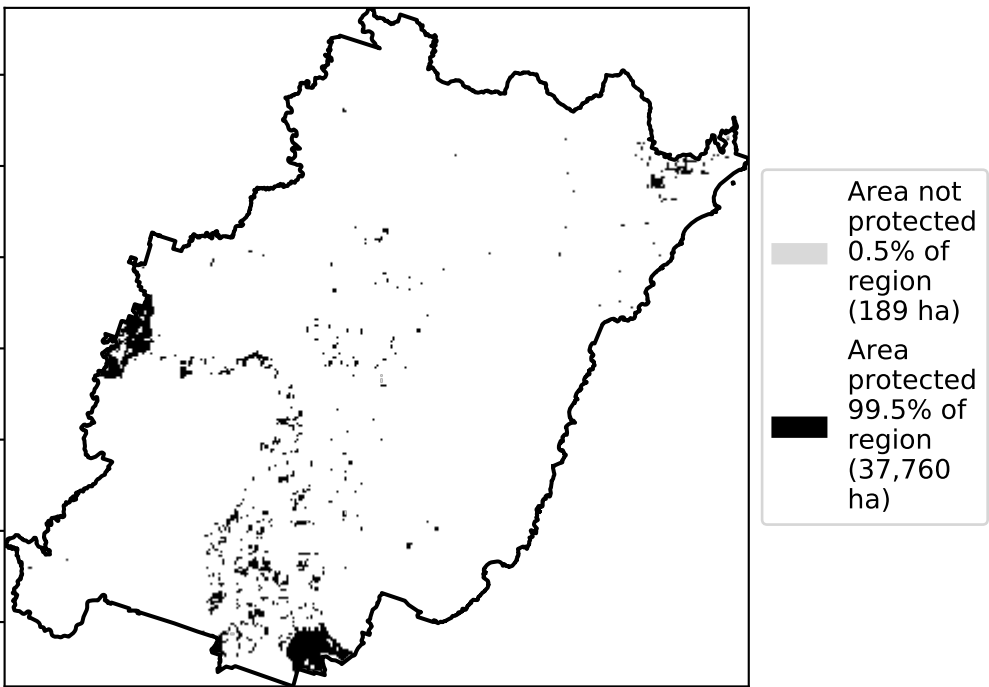 Area not
protected
0.5% of
region
(189 ha)
Area
protected
99.5% of
region
(37,760
ha)